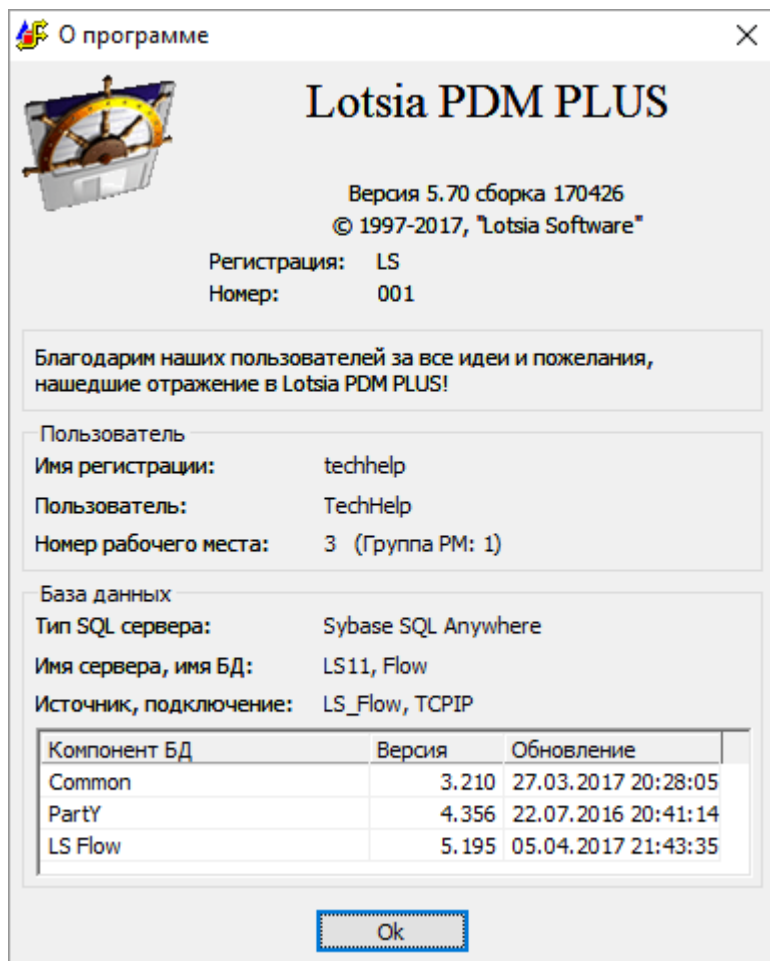 О программе
Lotsia PDM PLUS
Версия 5.70 сборка 170426
© 1997-2017, "Lotsia Software"
Регистрация: LS
Номер: 001
Благодарим наших пользователей за все идеи и пожелания,
нашедшие отражение в Lotsia PDM PLUS!
Пользователь
Имя регистрации: techhelp
Пользователь: TechHelp
Номер рабочего места: 3 (Группа РМ: 1)
База данных
Тип SQL сервера: Sybase SQL Anywhere
Имя сервера, имя БД: LS11, Flow
Источник, подключение: LS_Flow, TCPIP
Компонент БД Версия Обновление
Common 3.210 27.03.2017 20:28:05
PartY 4.356 22.07.2016 20:41:14
LS Flow 5.195 05.04.2017 21:43:35
Ok